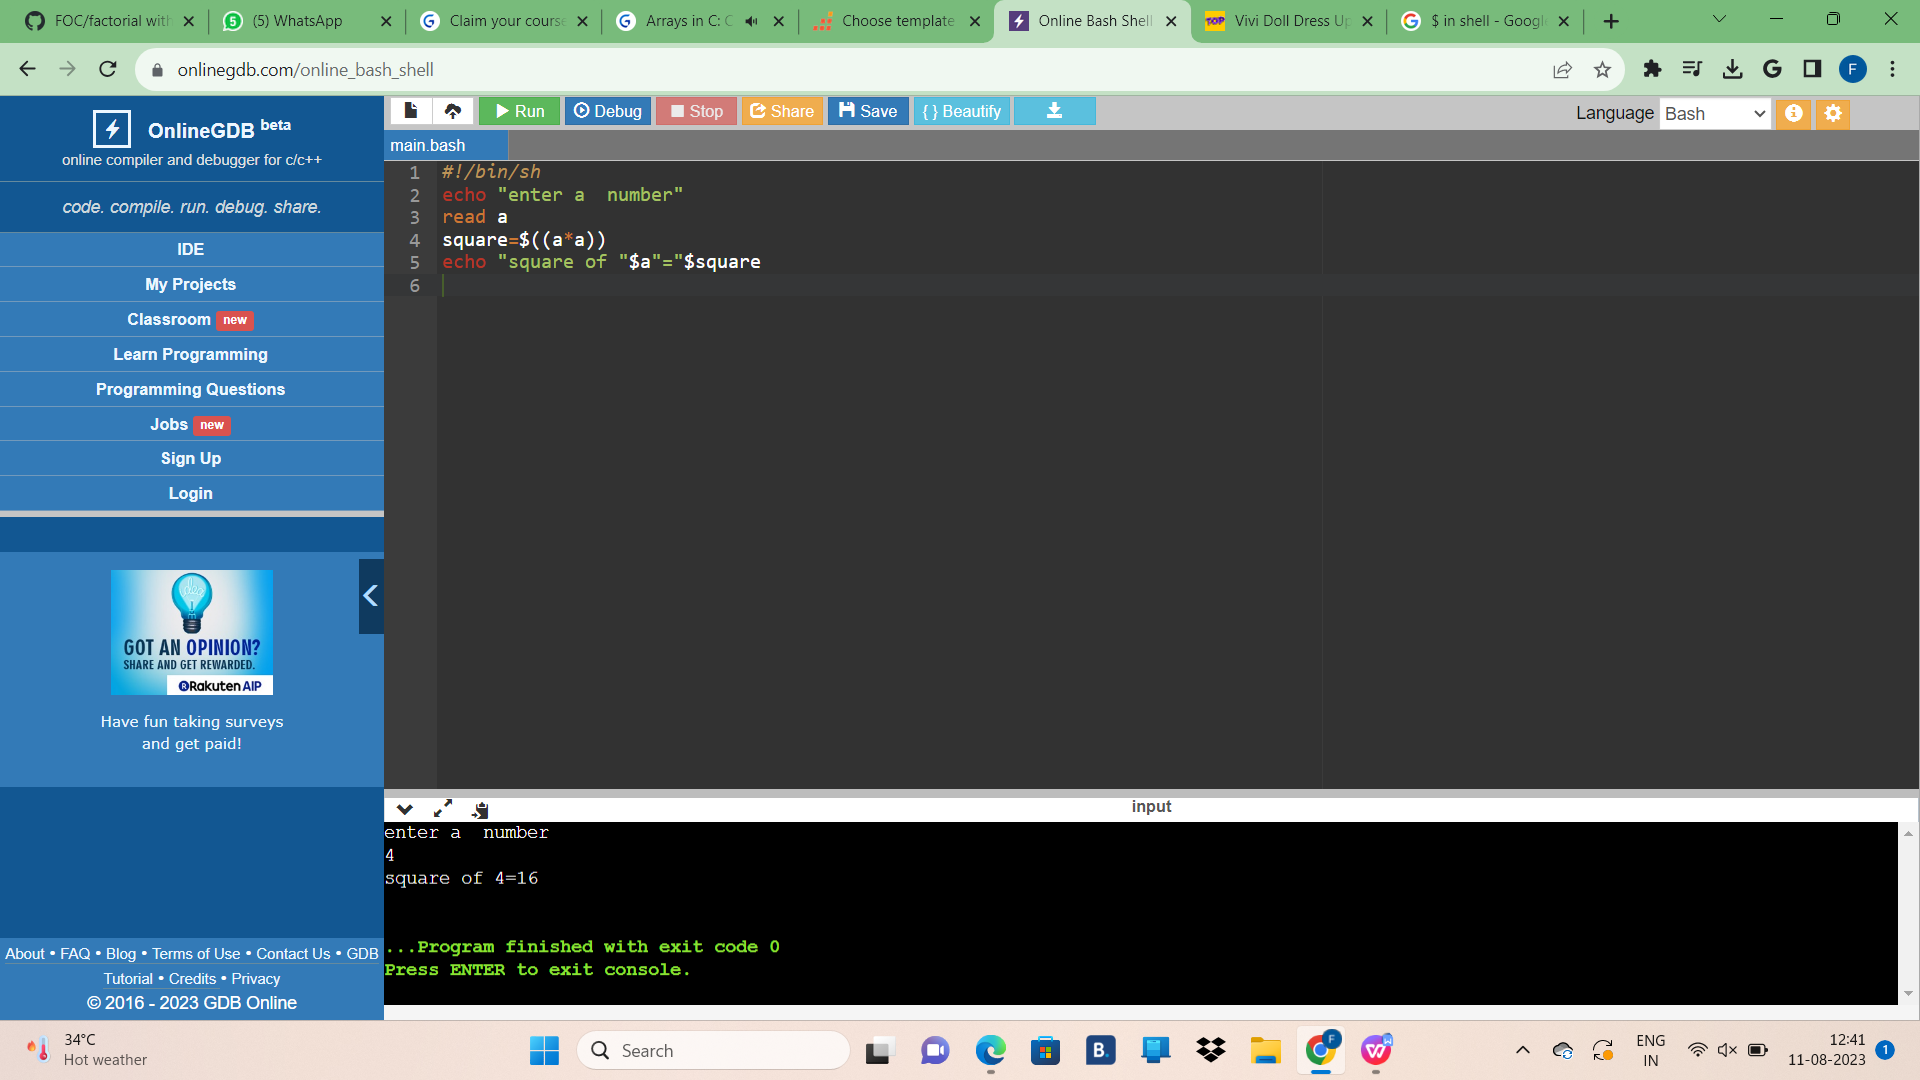 FOC/factorial with
(5) WhatsApp
Claim your course
Arrays in C: C
Choose template
Online Bash Shell
TOP Vivi Doll Dress Up
$ in shell - Google
onlinegdb.com/online_bash_shell
F
OnlineGDB beta
online compiler and debugger for c/c++
code. compile. run. debug. share.
IDE
My Projects
Classroom new
Learn Programming
Programming Questions
Jobs new
Sign Up
Login
idea
GOT AN OPINION?
SHARE AND GET REWARDED.
Rakuten AIP
Have fun taking surveys
and get paid!
About • FAQ • Blog • Terms of Use • Contact Us • GDB
Tutorial • Credits • Privacy
© 2016 - 2023 GDB Online
Run Debug Stop Share Save { } Beautify
Language Bash
main.bash
1 #!/bin/sh
2 echo "enter a  number"
3 read a
4 square=$((a*a))
5 echo "square of "$a"="$square
6
input
enter a  number
4
square of 4=16
...Program finished with exit code 0
Press ENTER to exit console.
34°C
Hot weather
Search
B.
F
ENG
IN
12:41
11-08-2023
1